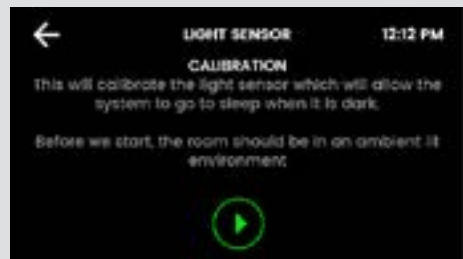 LIGHT SENSOR 12:12 PM
CALIBRATION
This will calibrate the light sensor which will allow the
system to go to sleep when it is dark.
Before we start, the room should be in an ambient lit
environment